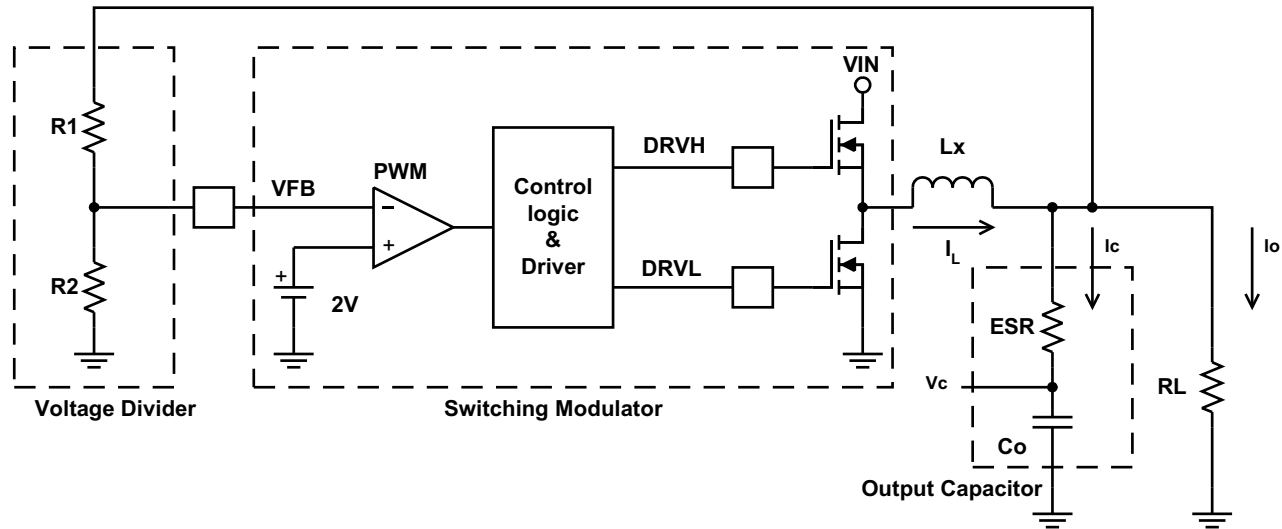 VIN
R1
DRVH
Lx
PWM
VFB
Control
logic
&
Driver
−
+
Ic
Io
IL
R2
+
2V
DRVL
ESR
Vc
RL
Co
Voltage Divider
Switching Modulator
Output Capacitor